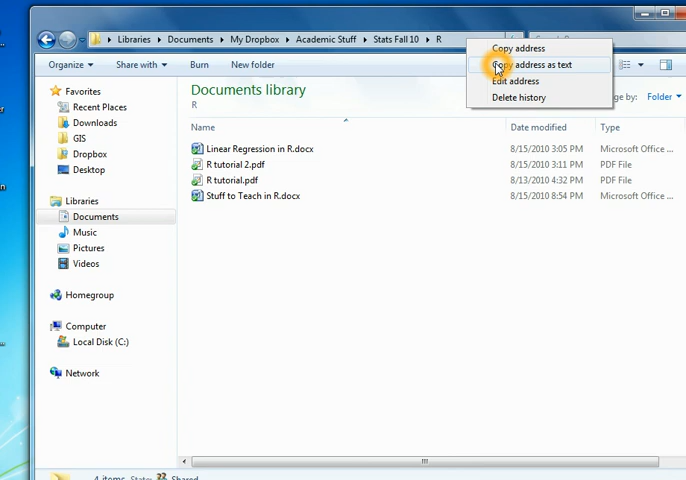 Libraries ▸ Documents ▸ My Dropbox ▸ Academic Stuff ▸ Stats Fall 10 ▸ R
Copy address
Copy address as text
Edit address
Delete history
Organize Share with Burn New folder
Documents library
R
Folder
Name Date modified Type
Linear Regression in R.docx 8/15/2010 3:05 PM Microsoft Office ...
R tutorial 2.pdf 8/15/2010 3:11 PM PDF File
R tutorial.pdf 8/13/2010 4:32 PM PDF File
Stuff to Teach in R.docx 8/15/2010 8:54 PM Microsoft Office ...
Favorites
Recent Places
Downloads
GIS
Dropbox
Desktop
Libraries
Documents
Music
Pictures
Videos
Homegroup
Computer
Local Disk (C:)
Network
4 items State: Shared